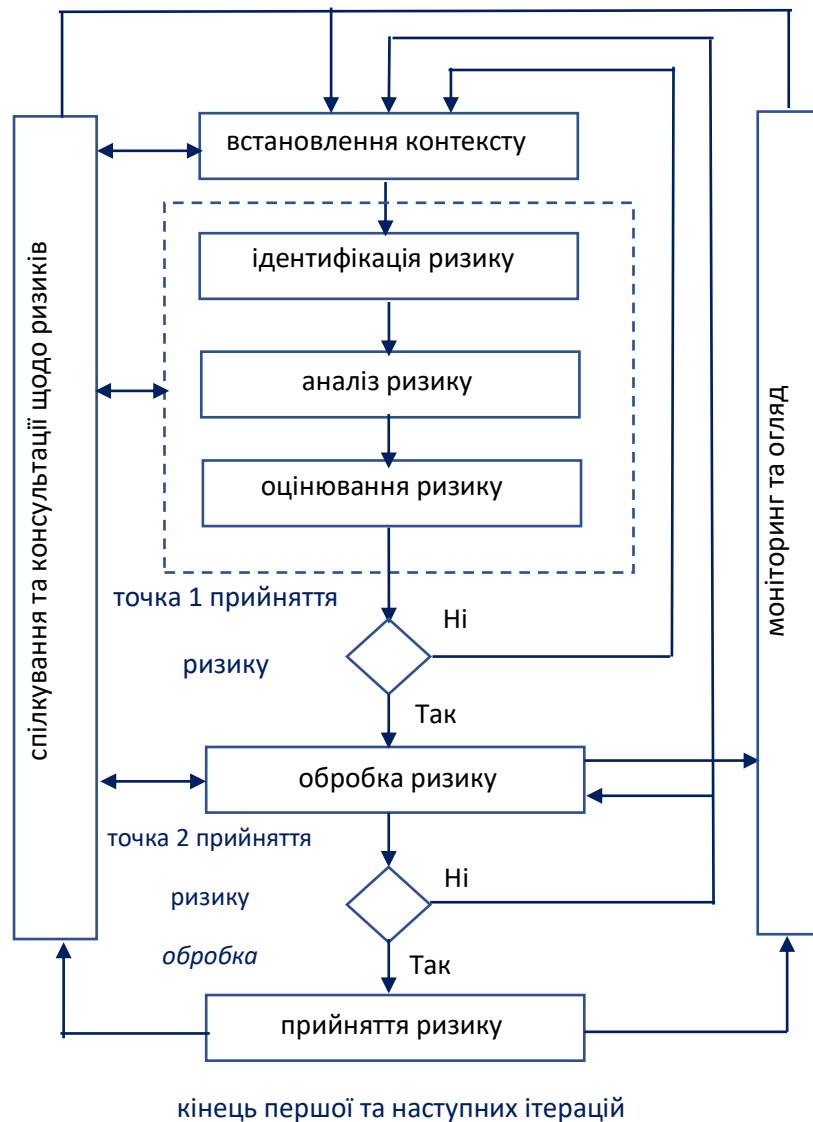 встановлення контексту
ідентифікація ризику
аналіз ризику
оцінювання ризику
точка 1 прийняття
Ні
ризику
Так
обробка ризику
точка 2 прийняття
Ні
ризику
обробка
Так
прийняття ризику
кінець першої та наступних ітерацій
спілкування та консультації щодо ризиків
моніторинг та огляд